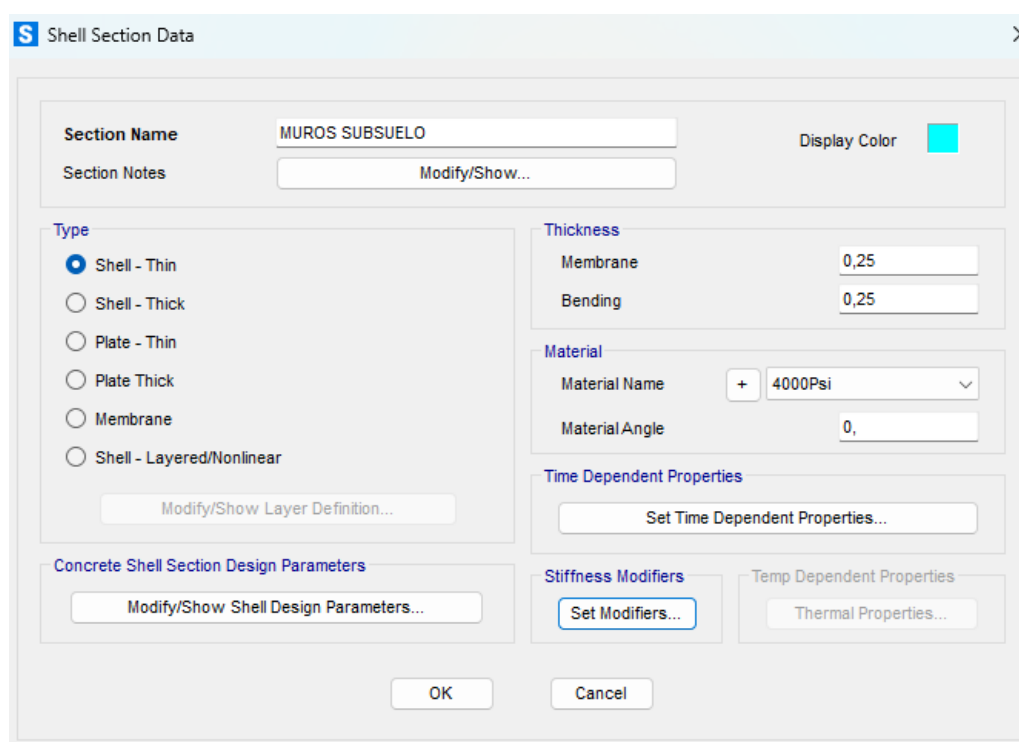 S Shell Section Data
Section Name MUROS SUBSUELO Display Color
Section Notes Modify/Show...
Type
Shell - Thin
Shell - Thick
Plate - Thin
Plate Thick
Membrane
Shell - Layered/Nonlinear
Modify/Show Layer Definition...
Thickness
Membrane 0,25
Bending 0,25
Material
Material Name + 4000Psi
Material Angle 0,
Time Dependent Properties
Set Time Dependent Properties...
Concrete Shell Section Design Parameters
Modify/Show Shell Design Parameters...
Stiffness Modifiers
Set Modifiers...
Temp Dependent Properties
Thermal Properties...
OK Cancel